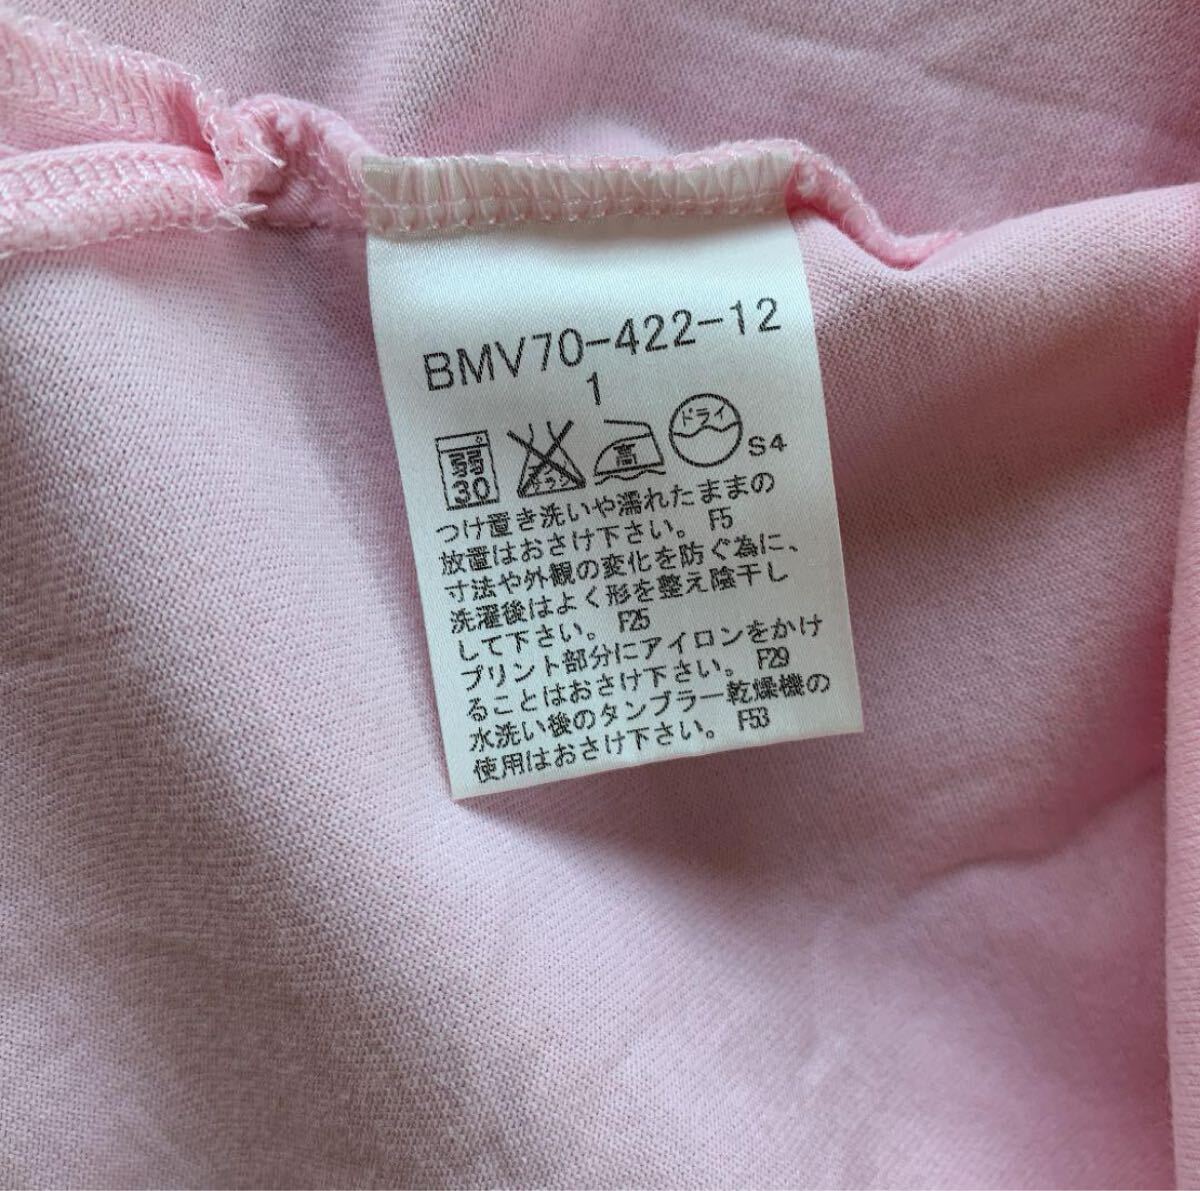 BMV70-422-12
1
弱
30
サラシ
高
ドライ
S4
つけ置き洗いや濡れたままの
放置はおさけ下さい。 F5
寸法や外観の変化を防ぐ為に、
洗濯後はよく形を整え陰干し
して下さい。 F25
プリント部分にアイロンをかけ
ることはおさけ下さい。 F29
水洗い後のタンブラー乾燥機の
使用はおさけ下さい。 F53